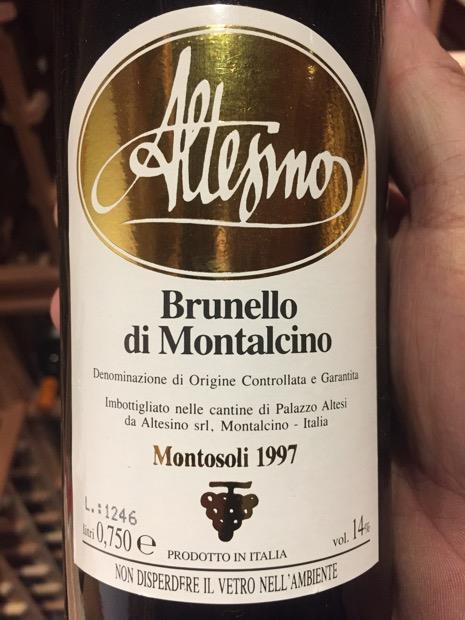 Altesino
Brunello
di Montalcino
Denominazione di Origine Controllata e Garantita
Imbottigliato nelle cantine di Palazzo Altesi
da Altesino srl, Montalcino - Italia
Montosoli 1997
L.:1246
litri 0,750 e
vol. 14%
PRODOTTO IN ITALIA
NON DISPERDERE IL VETRO NELL'AMBIENTE